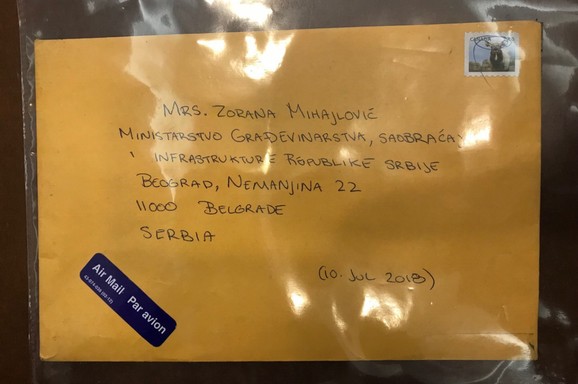 MRS. ZORANA MIHAJLOVIĆ
MINISTARSTVO GRAĐEVINARSTVA, SAOBRAĆAJ
I INFRASTRUKTURE REPUBLIKE SRBIJE
BEOGRAD, NEMANJINA 22
11000 BELGRADE
SERBIA
(10. JUL 2018)
Air Mail Par avion